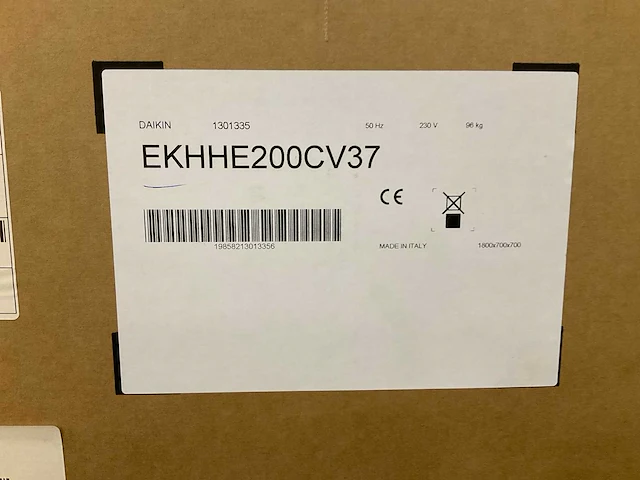 DAIKIN 1301335 50 Hz 230 V 96 kg
EKHHE200CV37
CE
19858213013356
MADE IN ITALY 1800x700x700